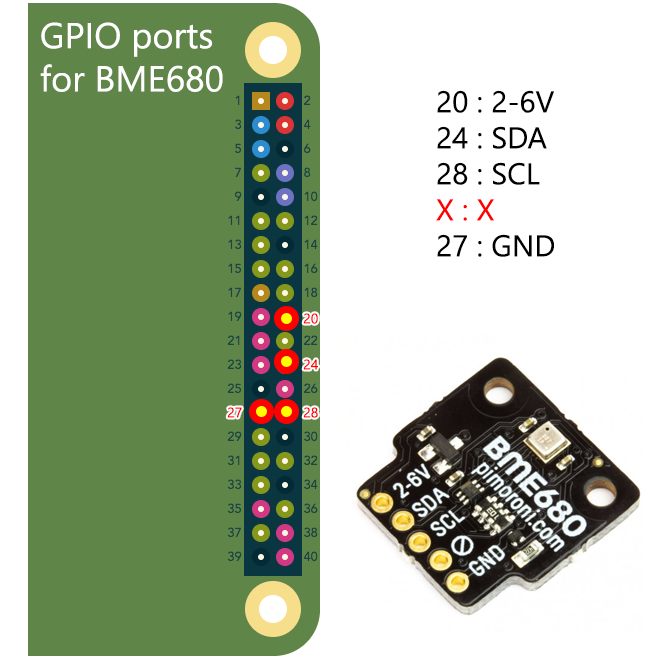 GPIO ports
for BME680
1 2
3 4
5 6
7 8
9 10
11 12
13 14
15 16
17 18
19 20
21 22
23 24
25 26
27 28
29 30
31 32
33 34
35 36
37 38
39 40
20 : 2-6V
24 : SDA
28 : SCL
X : X
27 : GND
2-6V
SDA
SCL
GND
BME680
pimoroni.com